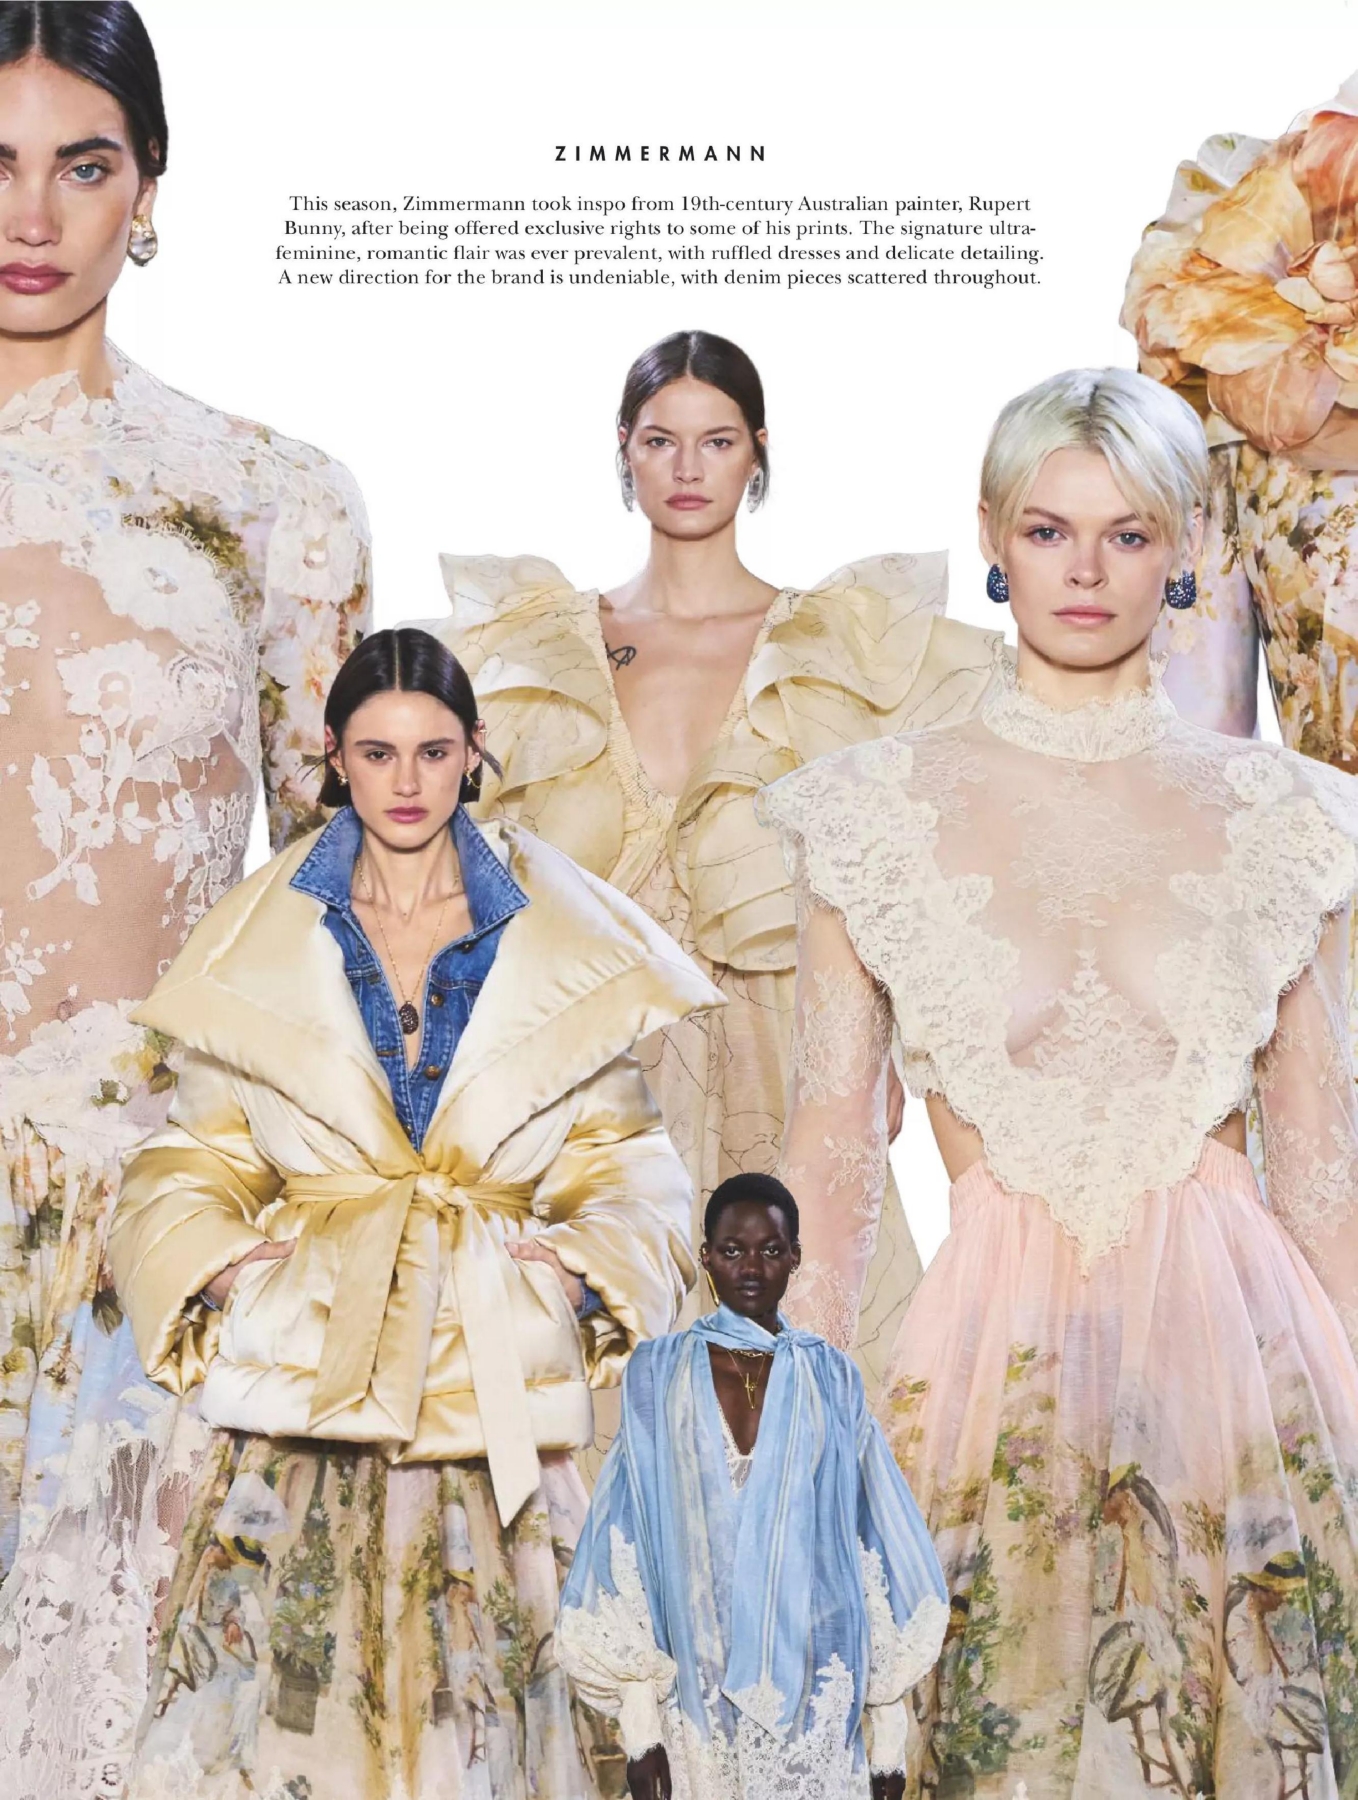 ZIMMERMANN
This season, Zimmermann took inspo from 19th-century Australian painter, Rupert
Bunny, after being offered exclusive rights to some of his prints. The signature ultra-
feminine, romantic flair was ever prevalent, with ruffled dresses and delicate detailing.
A new direction for the brand is undeniable, with denim pieces scattered throughout.